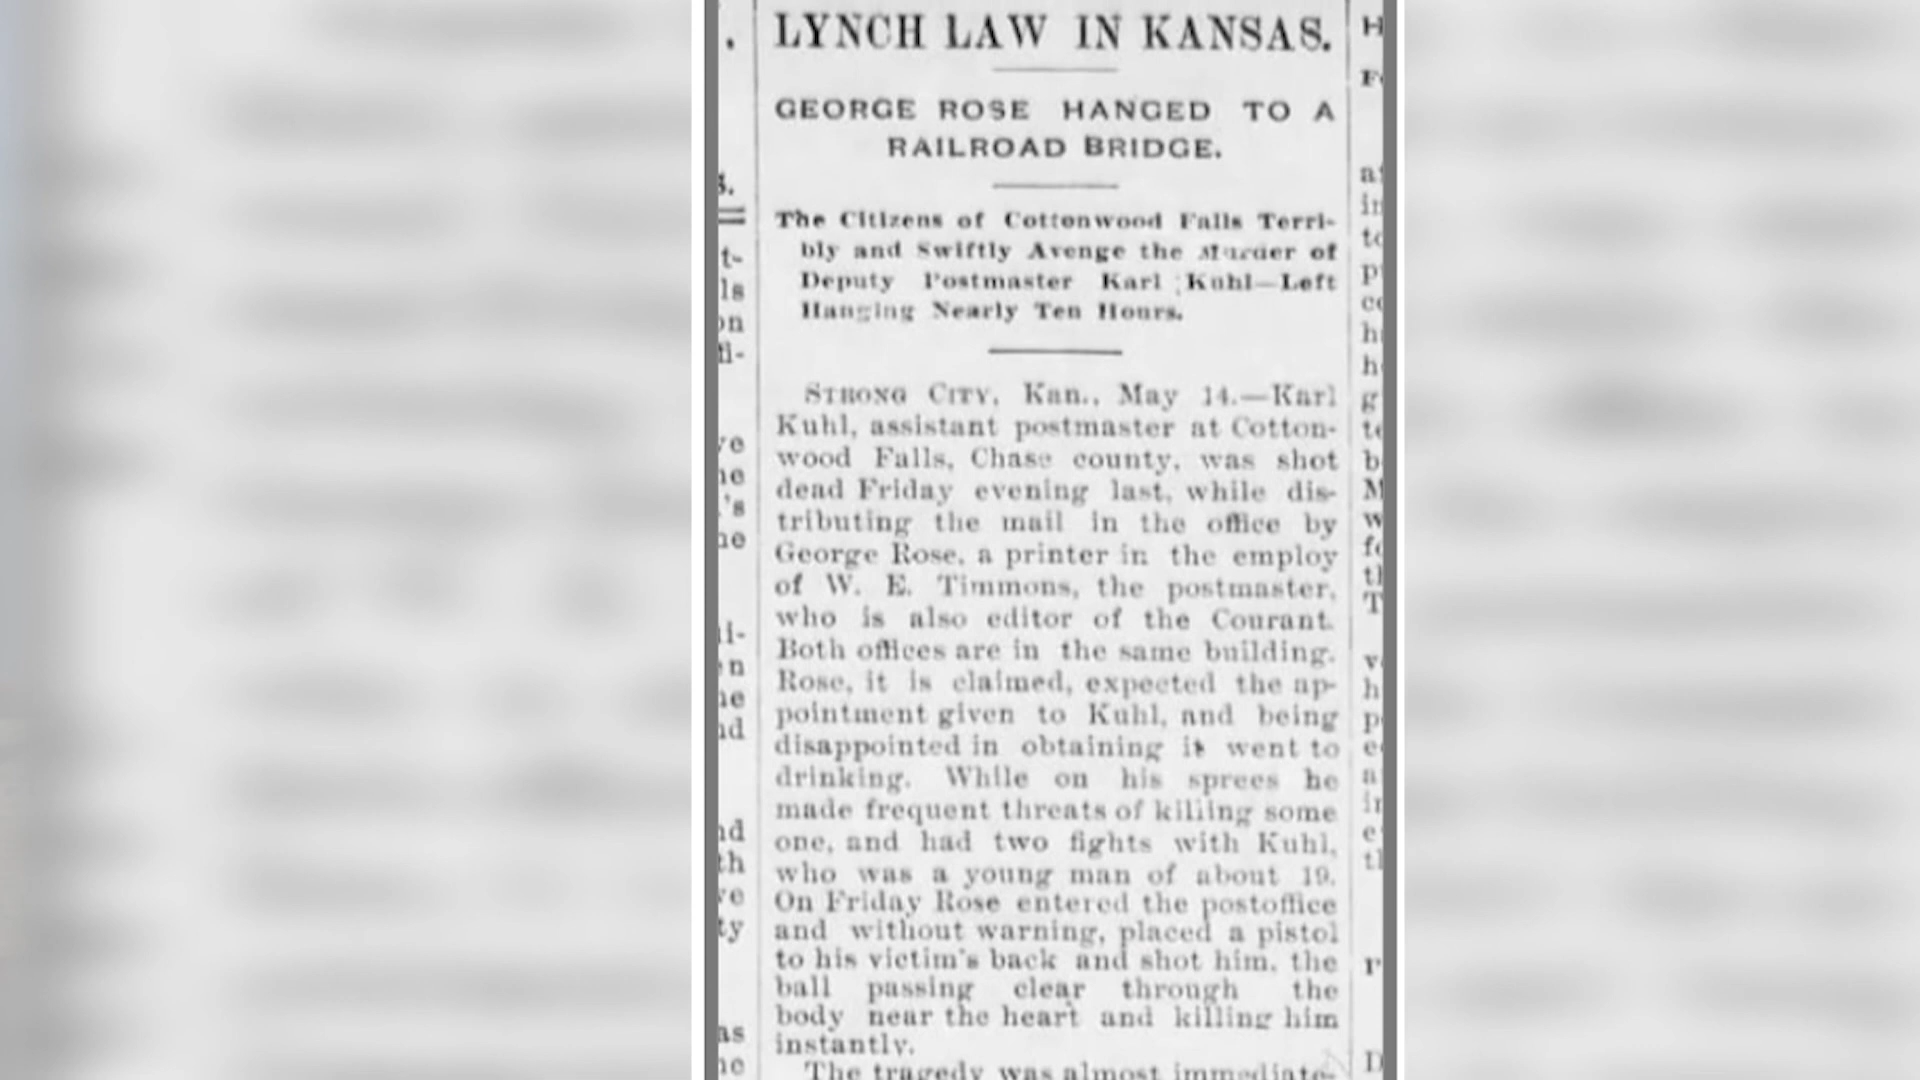 LYNCH LAW IN KANSAS.
GEORGE ROSE HANGED TO A
RAILROAD BRIDGE.
The Citizens of Cottonwood Falls Terri-
bly and Swiftly Avenge the Murder of
Deputy Postmaster Karl Kuhl—Left
Hanging Nearly Ten Hours.
STRONG CITY, Kan., May 14.—Karl
Kuhl, assistant postmaster at Cotton-
wood Falls, Chase county, was shot
dead Friday evening last, while dis-
tributing the mail in the office by
George Rose, a printer in the employ
of W. E. Timmons, the postmaster,
who is also editor of the Courant.
Both offices are in the same building.
Rose, it is claimed, expected the ap-
pointment given to Kuhl, and being
disappointed in obtaining it went to
drinking. While on his sprees he
made frequent threats of killing some
one, and had two fights with Kuhl,
who was a young man of about 19.
On Friday Rose entered the postoffice
and without warning, placed a pistol
to his victim's back and shot him, the
ball passing clear through the
body near the heart and killing him
instantly.
The tragedy was almost immediate-